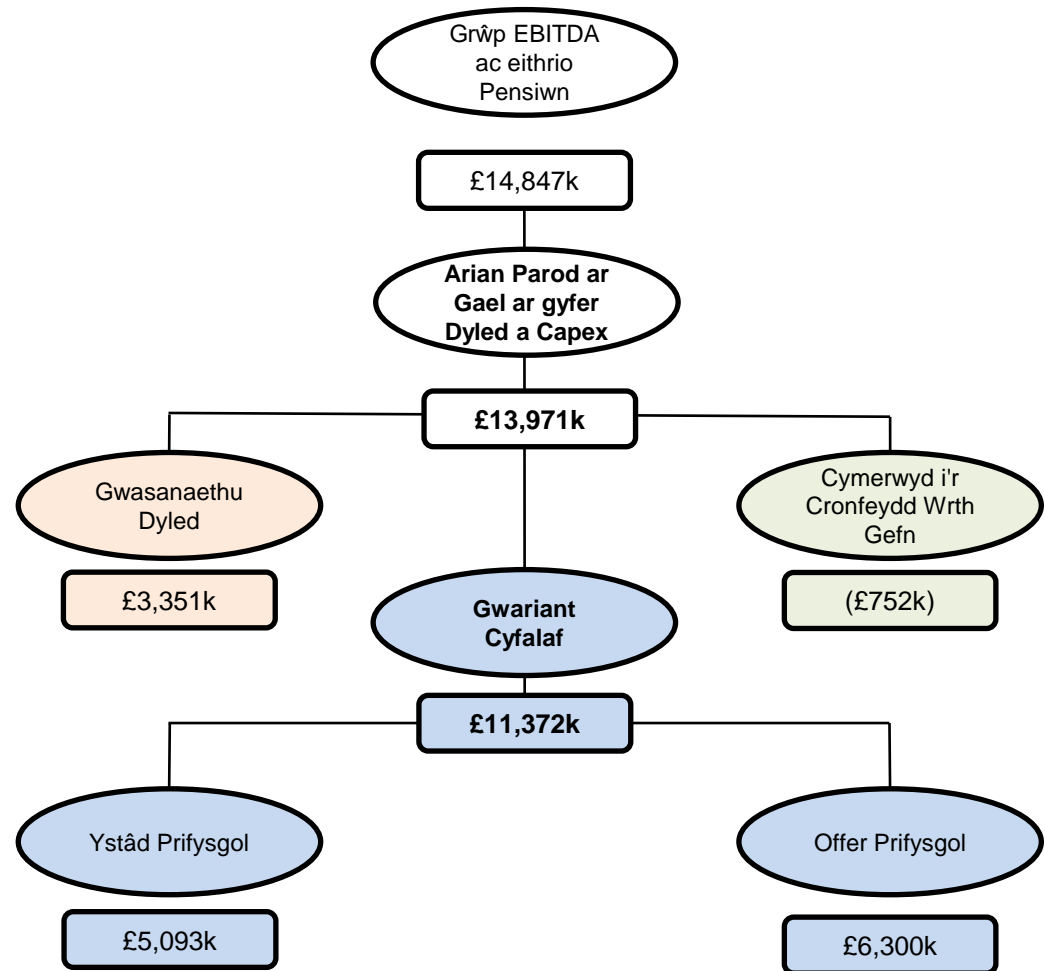 Grŵp EBITDA
ac eithrio
Pensiwn
£14,847k
Arian Parod ar
Gael ar gyfer
Dyled a Capex
£13,971k
Gwasanaethu
Dyled
£3,351k
Cymerwyd i'r
Cronfeydd Wrth
Gefn
(£752k)
Gwariant
Cyfalaf
£11,372k
Ystâd Prifysgol
£5,093k
Offer Prifysgol
£6,300k